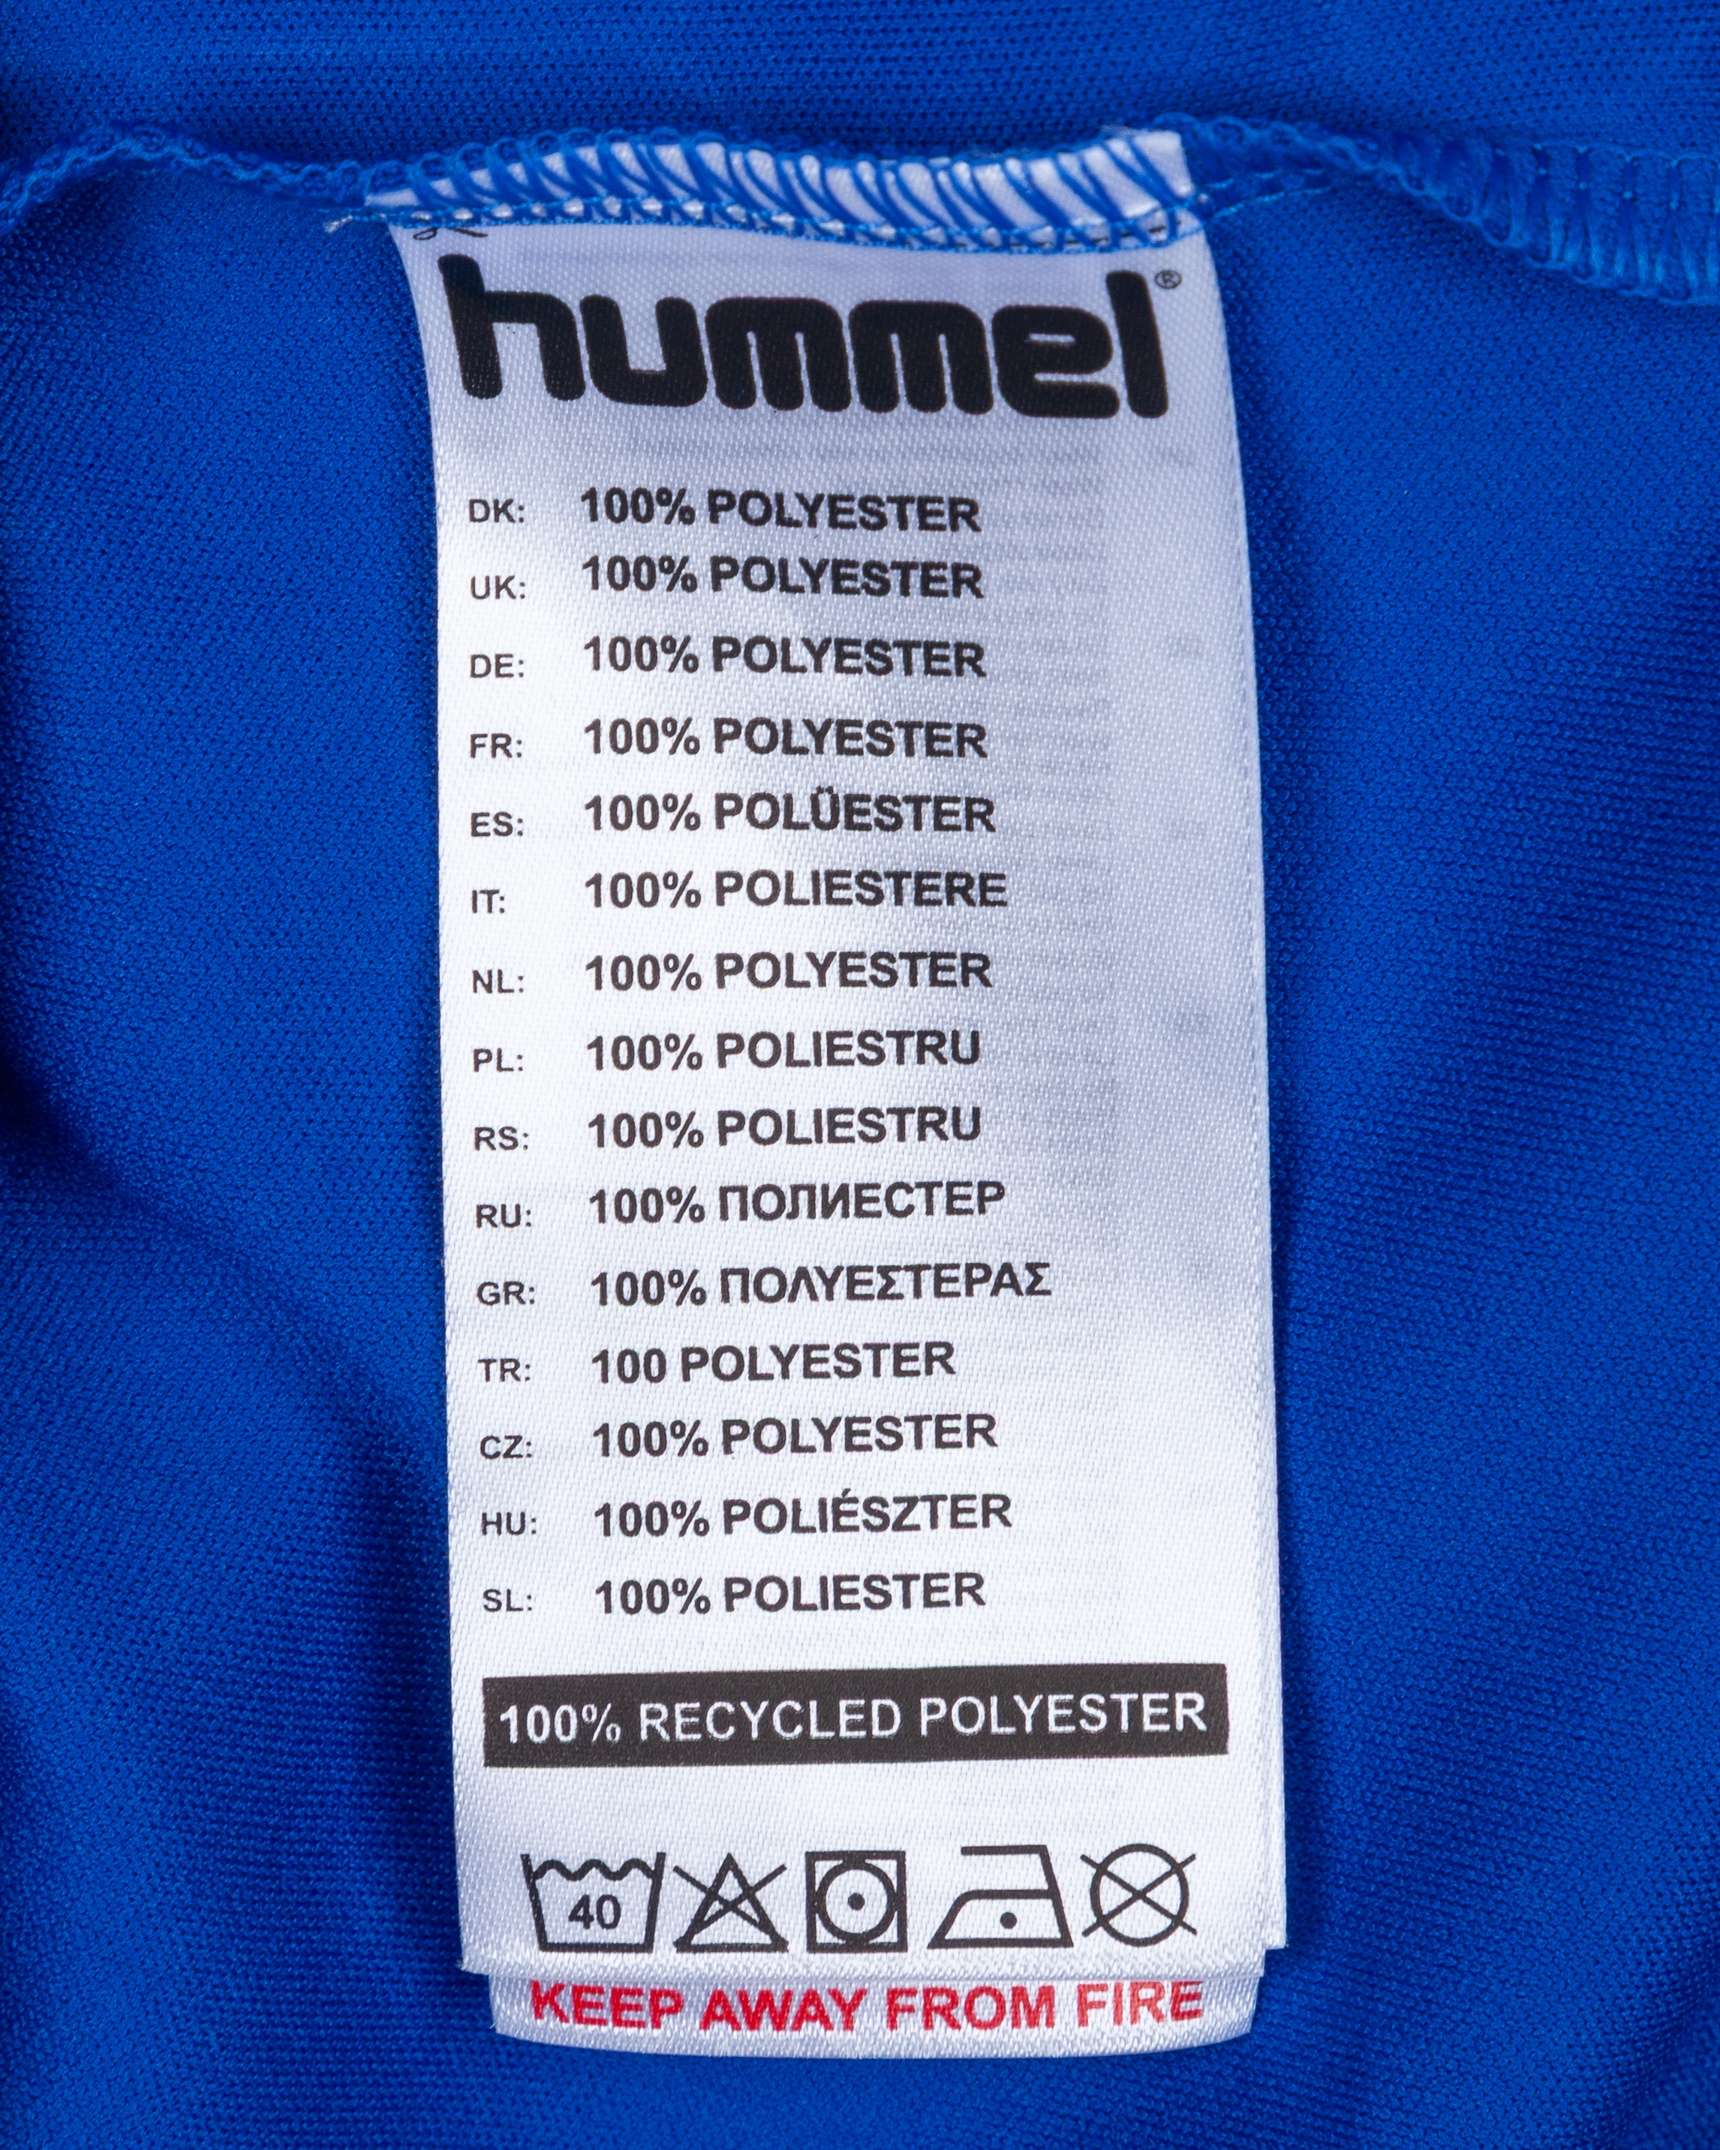 hummel®
DK: 100% POLYESTER
UK: 100% POLYESTER
DE: 100% POLYESTER
FR: 100% POLYESTER
ES: 100% POLÜESTER
IT: 100% POLIESTERE
NL: 100% POLYESTER
PL: 100% POLIESTRU
RS: 100% POLIESTRU
RU: 100% ПОЛИЕСТЕР
GR: 100% ΠΟΛΥΕΣΤΕΡΑΣ
TR: 100 POLYESTER
CZ: 100% POLYESTER
HU: 100% POLIÉSZTER
SL: 100% POLIESTER
100% RECYCLED POLYESTER
40
KEEP AWAY FROM FIRE